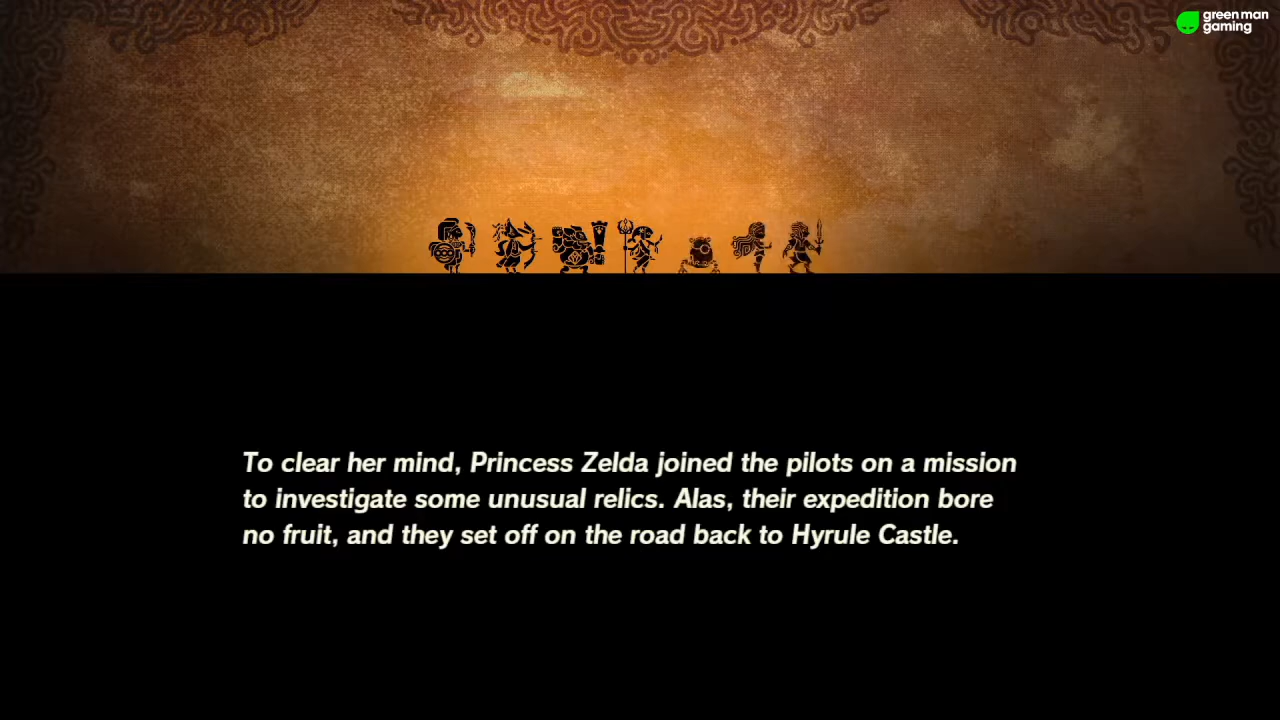 green man
gaming
To clear her mind, Princess Zelda joined the pilots on a mission
to investigate some unusual relics. Alas, their expedition bore
no fruit, and they set off on the road back to Hyrule Castle.